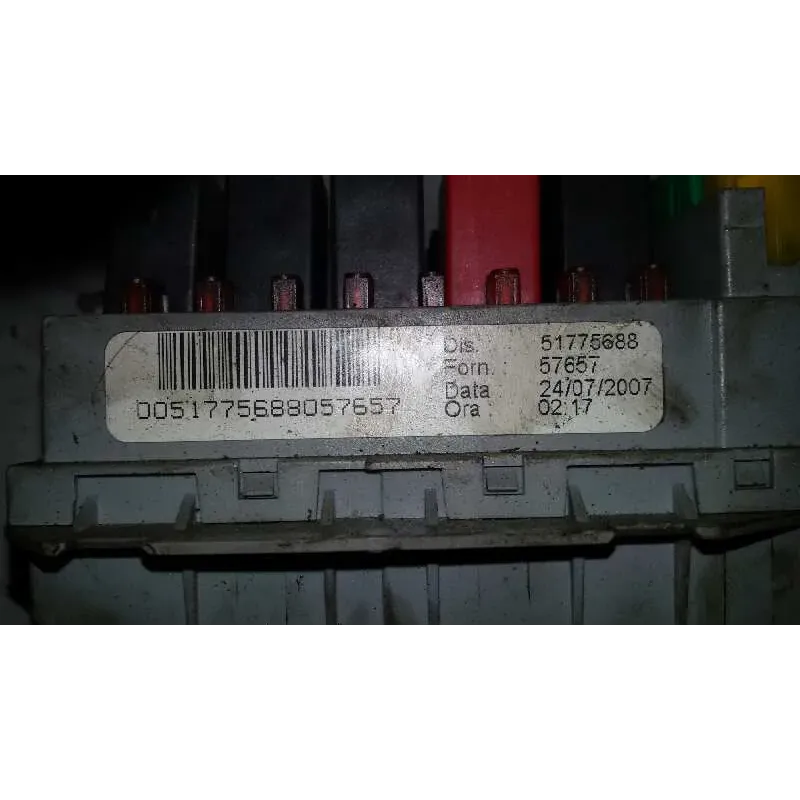 0051775688057657
Dis. 51775688
Forn.: 57657
Data 24/07/2007
Ora : 02:17